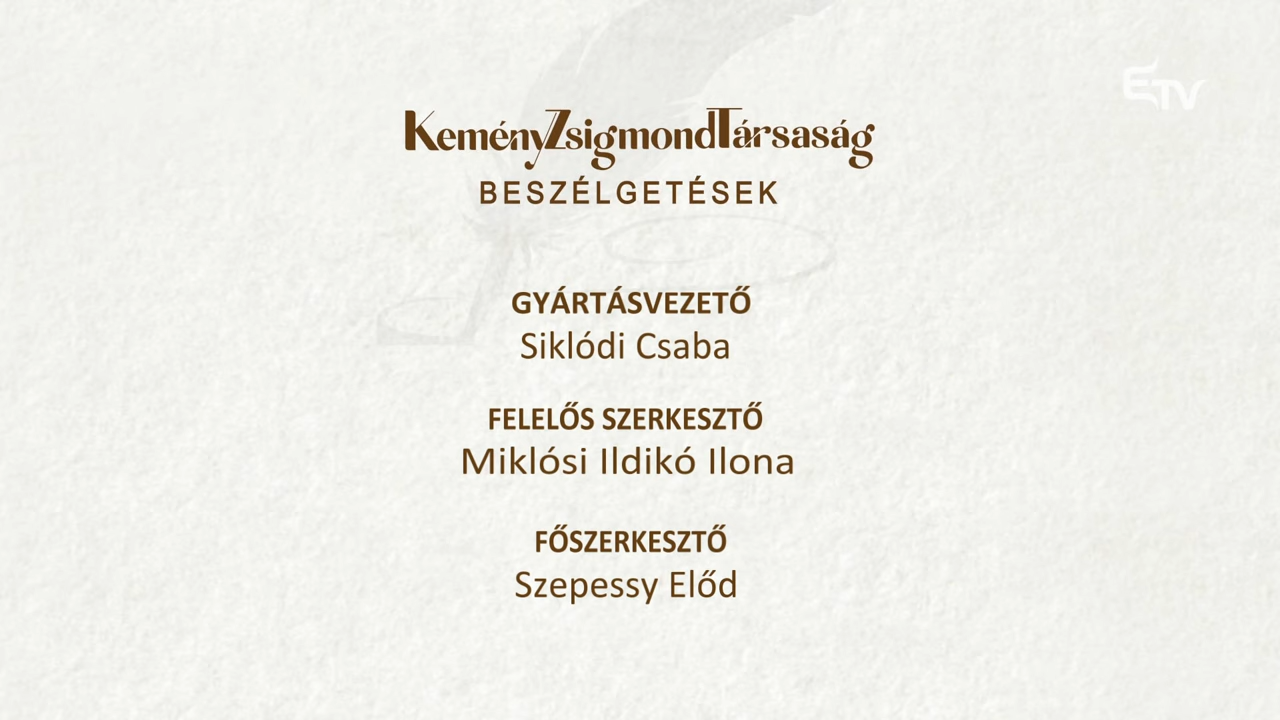 ETV
KeményZsigmondTársaság
BESZÉLGETÉSEK
GYÁRTÁSVEZETŐ
Siklódi Csaba
FELELŐS SZERKESZTŐ
Miklósi Ildikó Ilona
FŐSZERKESZTŐ
Szepessy Előd